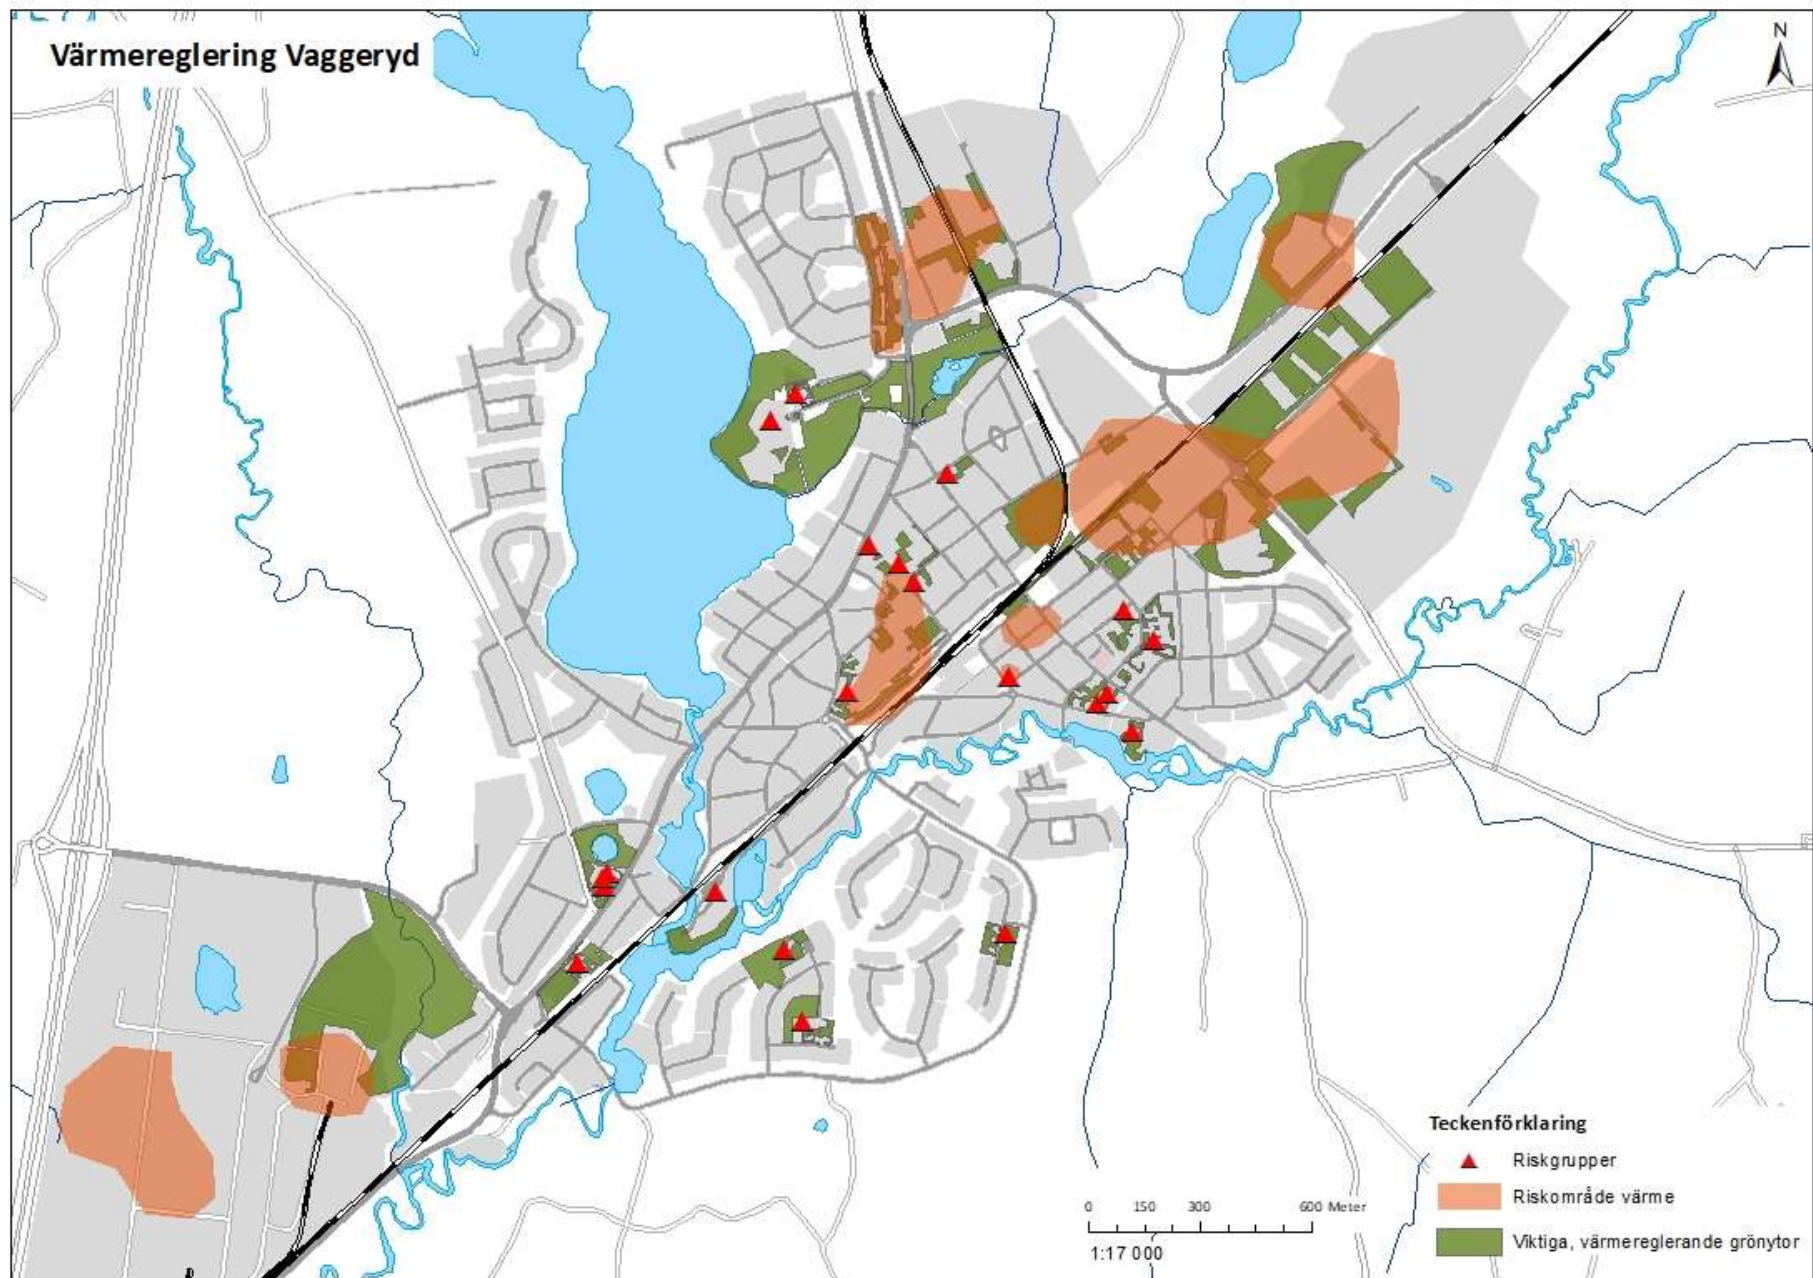 Värmereglering Vaggeryd
N
Teckenförklaring
Riskgrupper
Riskområde värme
Viktiga, värmereglerande grönytor
0 150 300 600 Meter
1:17 000